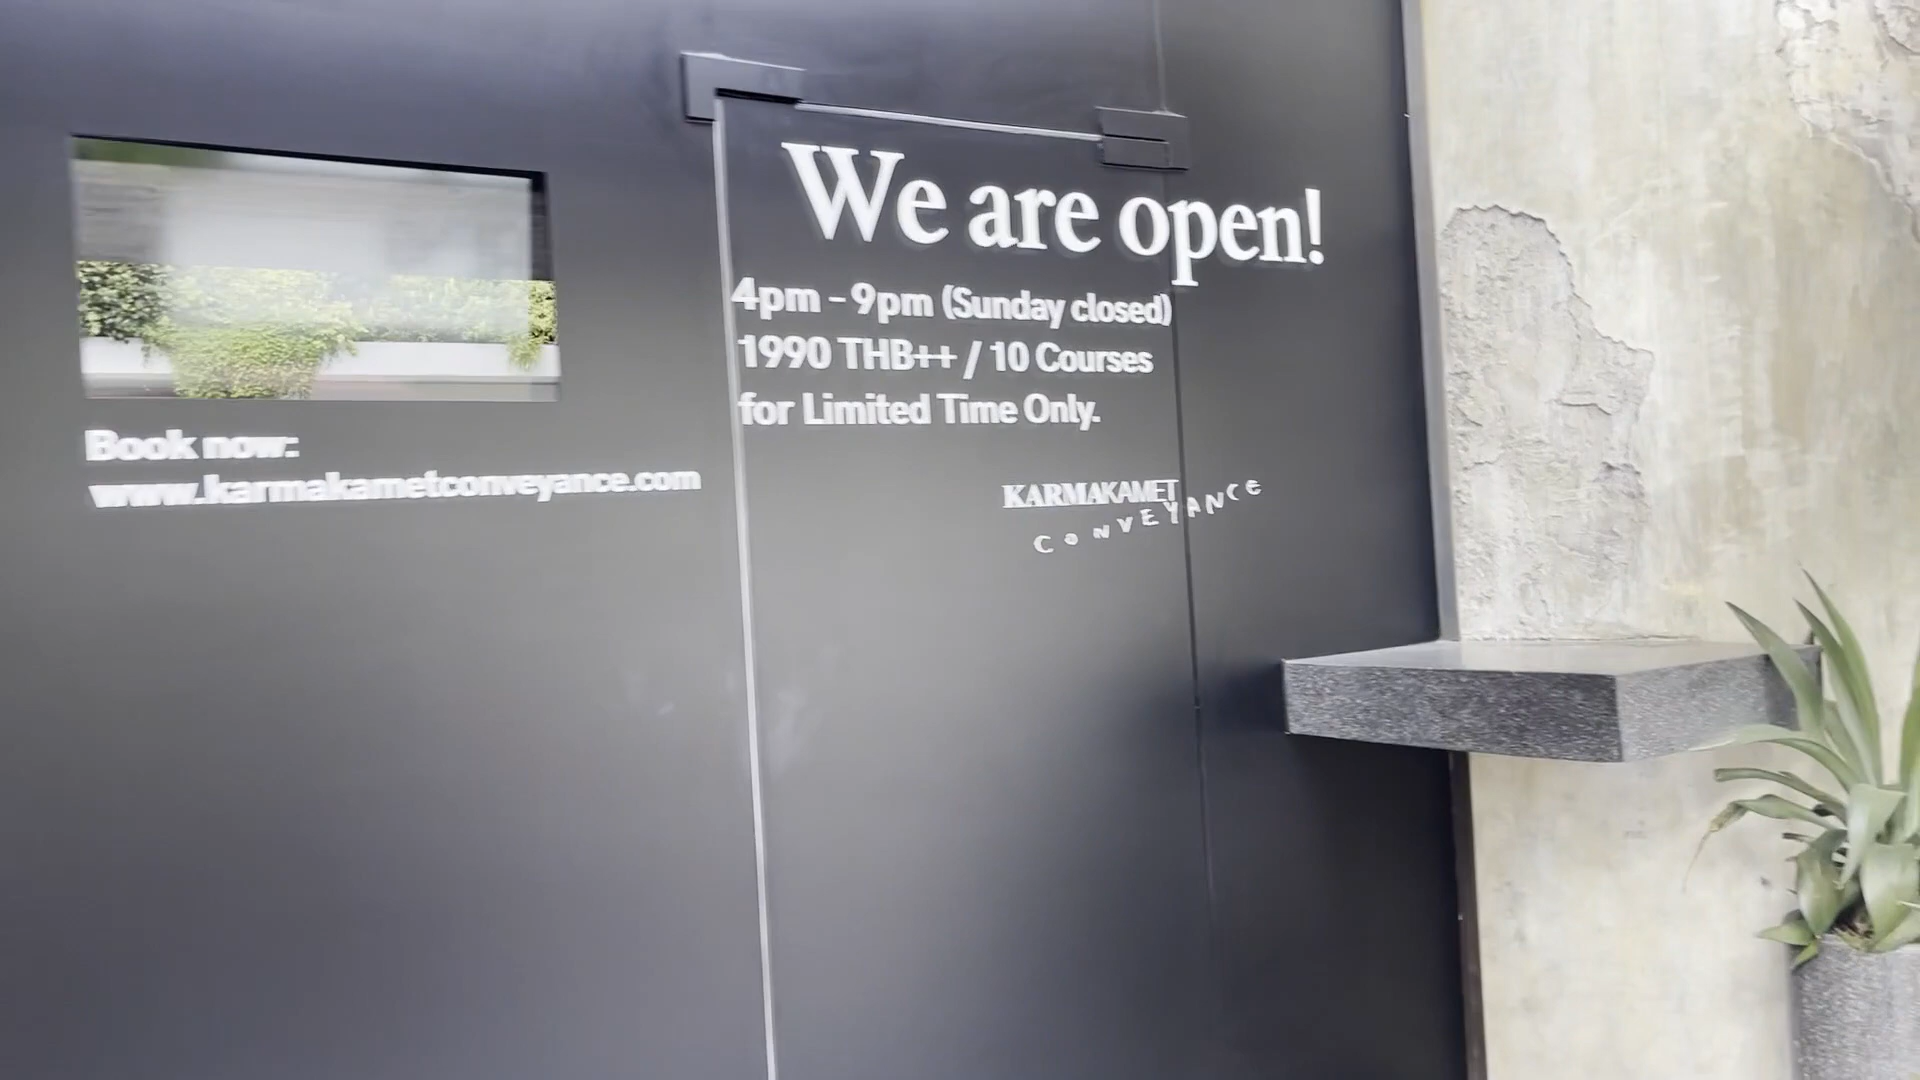 We are open!
4pm - 9pm (Sunday closed)
1990 THB++ / 10 Courses
for Limited Time Only.
Book now:
www.karmakametconveyance.com
KARMAKAMET
CONVEYANCE